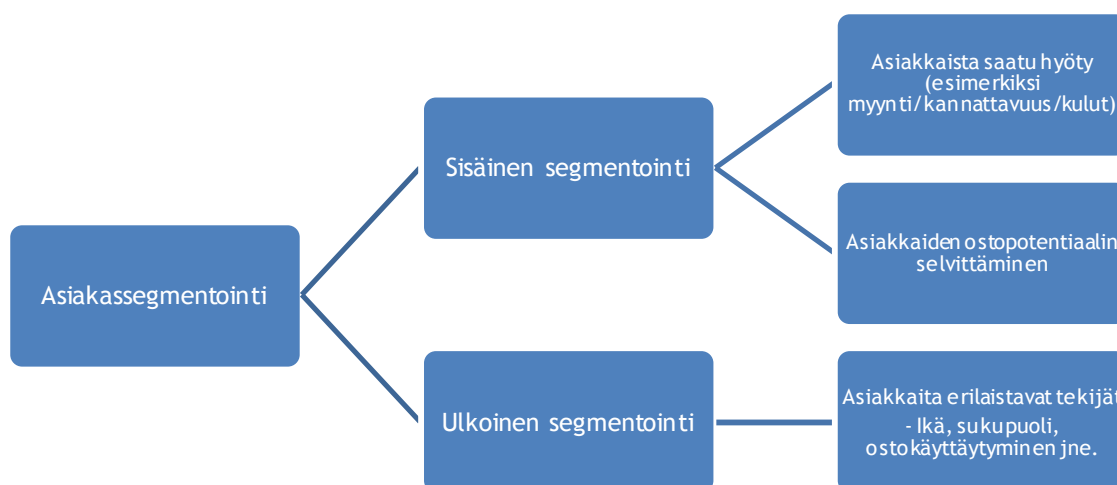 Asiakassegmentointi
Sisäinen segmentointi
Asiakkaista saatu hyöty
(esimerkiksi
myynti/kannattavuus/kulut)
Asiakkaiden ostopotentiaalin
selvittäminen
Ulkoinen segmentointi
Asiakkaita erilaistavat tekijät
- Ikä, sukupuoli,
ostokäyttäytyminen jne.